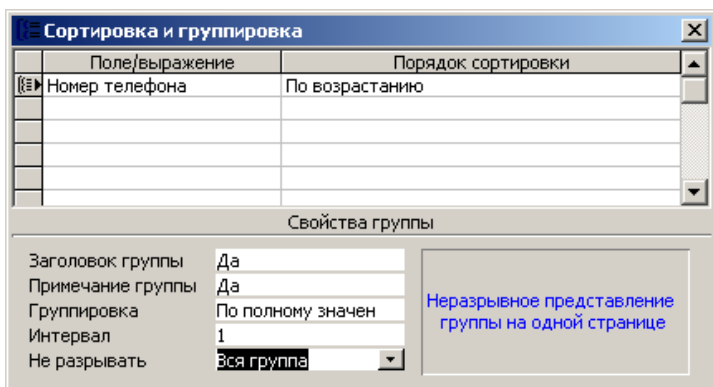 Сортировка и группировка
Поле/выражение Порядок сортировки
Номер телефона По возрастанию
Свойства группы
Заголовок группы Да
Примечание группы Да
Группировка По полному значен
Интервал 1
Не разрывать Вся группа
Неразрывное представление
группы на одной странице